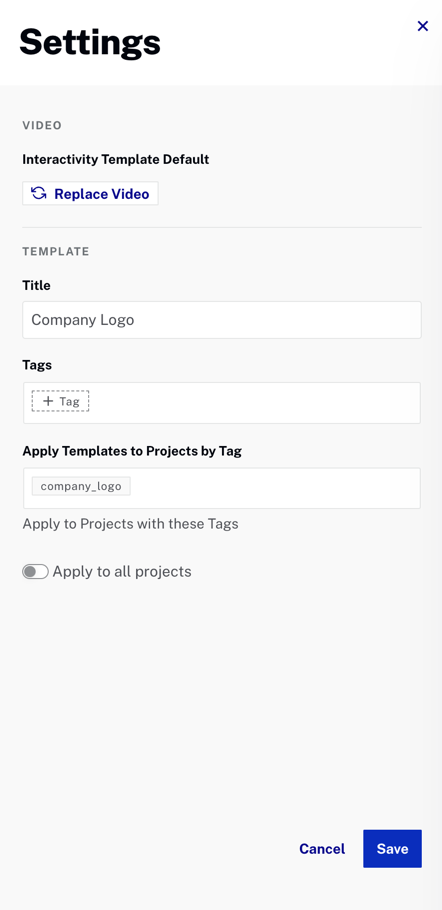 Settings
VIDEO
Interactivity Template Default
Replace Video
TEMPLATE
Title
Company Logo
Tags
+ Tag
Apply Templates to Projects by Tag
company_logo
Apply to Projects with these Tags
Apply to all projects
Cancel Save